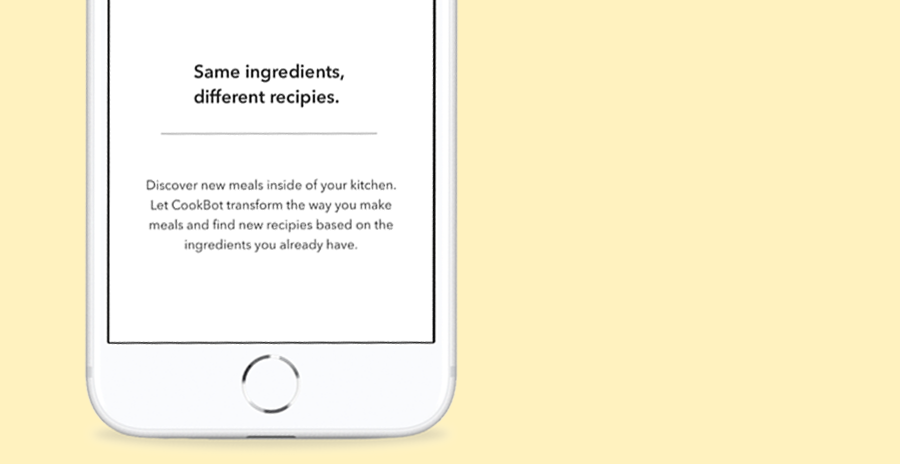 Same ingredients,
different recipies.
Discover new meals inside of your kitchen.
Let CookBot transform the way you make
meals and find new recipies based on the
ingredients you already have.